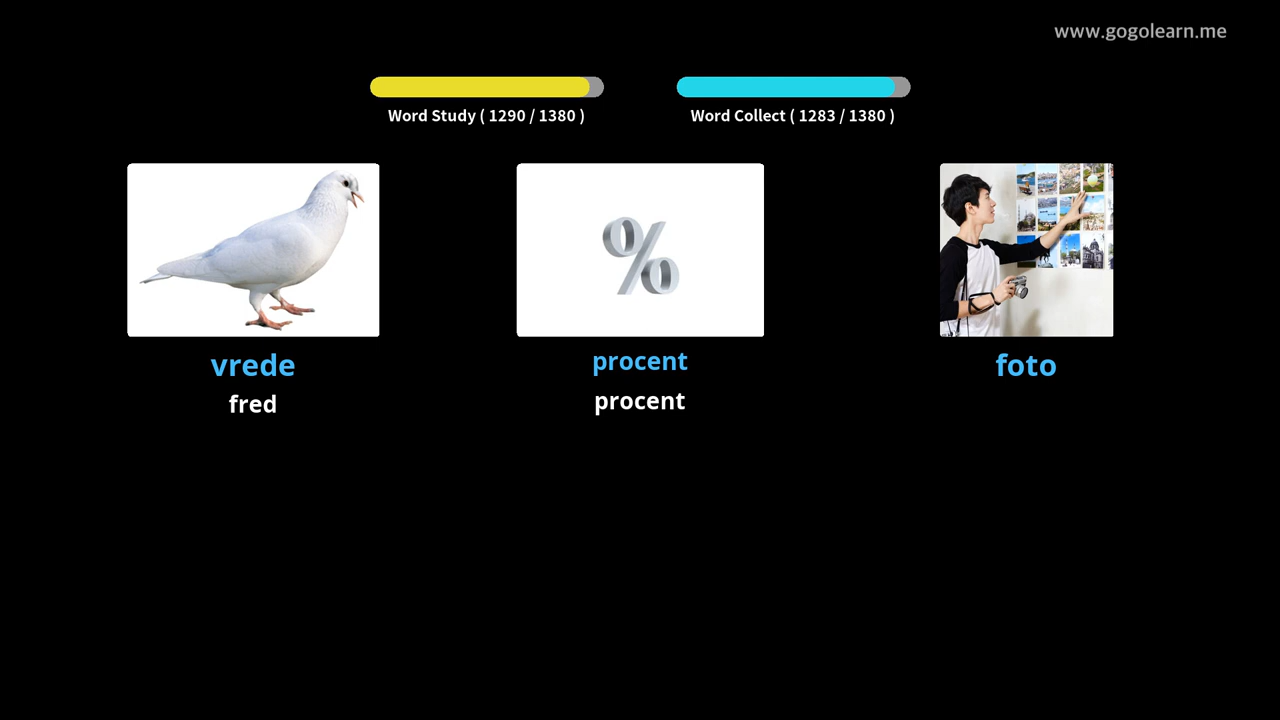 www.gogolearn.me
Word Study ( 1290 / 1380 )
Word Collect ( 1283 / 1380 )
%
vrede
procent
foto
fred
procent